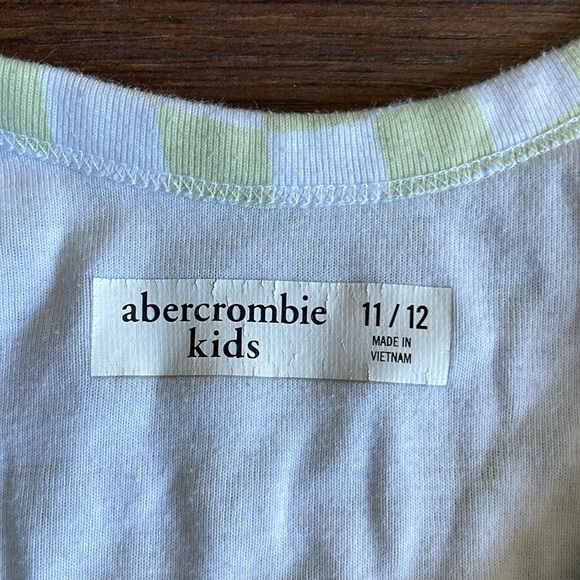 abercrombie
kids
11 / 12
MADE IN
VIETNAM